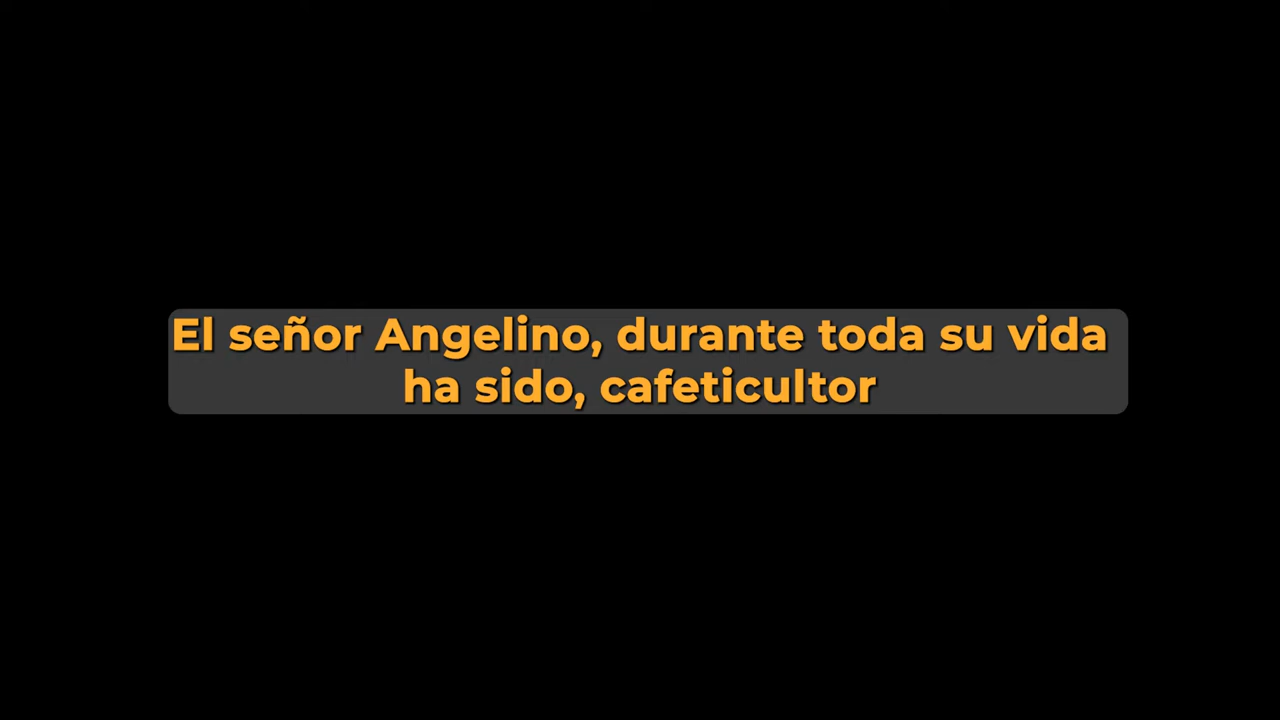 El señor Angelino, durante toda su vida
ha sido, cafeticultor